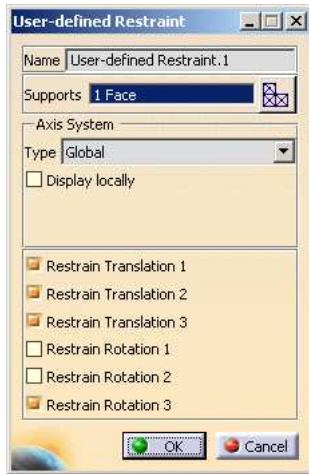 User-defined Restraint
Name User-defined Restraint.1
Supports 1 Face
Axis System
Type Global
Display locally
Restrain Translation 1
Restrain Translation 2
Restrain Translation 3
Restrain Rotation 1
Restrain Rotation 2
Restrain Rotation 3
OK Cancel